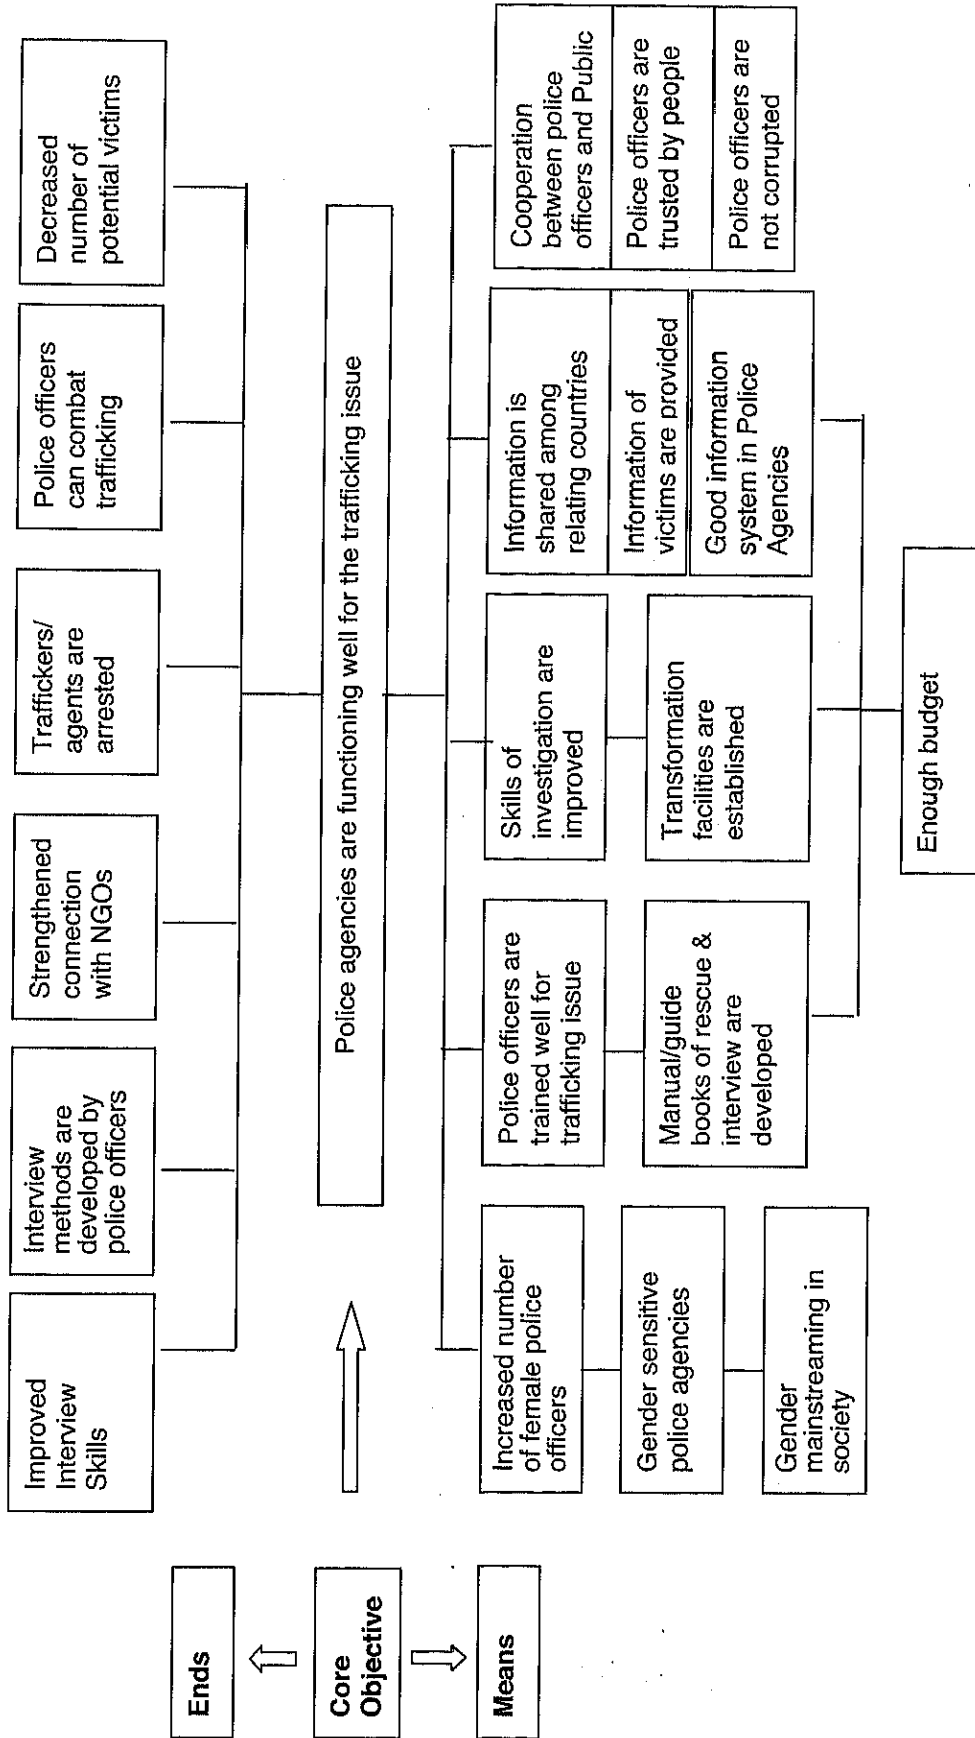 Improved
Interview
Skills
Interview
methods are
developed by
police officers
Strengthened
connection
with NGOs
Traffickers/
agents are
arrested
Police officers
can combat
trafficking
Decreased
number of
potential victims
Ends
Core
Objective
Police agencies are functioning well for the trafficking issue
Means
Increased number
of female police
officers
Gender sensitive
police agencies
Gender
mainstreaming in
society
Police officers are
trained well for
trafficking issue
Manual/guide
books of rescue &
interview are
developed
Skills of
investigation are
improved
Transformation
facilities are
established
Information is
shared among
relating countries
Information of
victims are provided
Good information
system in Police
Agencies
Cooperation
between police
officers and Public
Police officers are
trusted by people
Police officers are
not corrupted
Enough budget